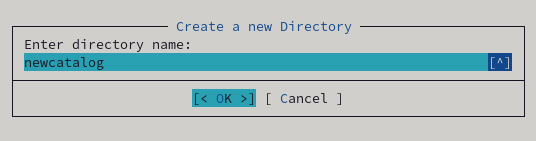 Create a new Directory
Enter directory name:
newcatalog [^]
[< OK >] [ Cancel ]